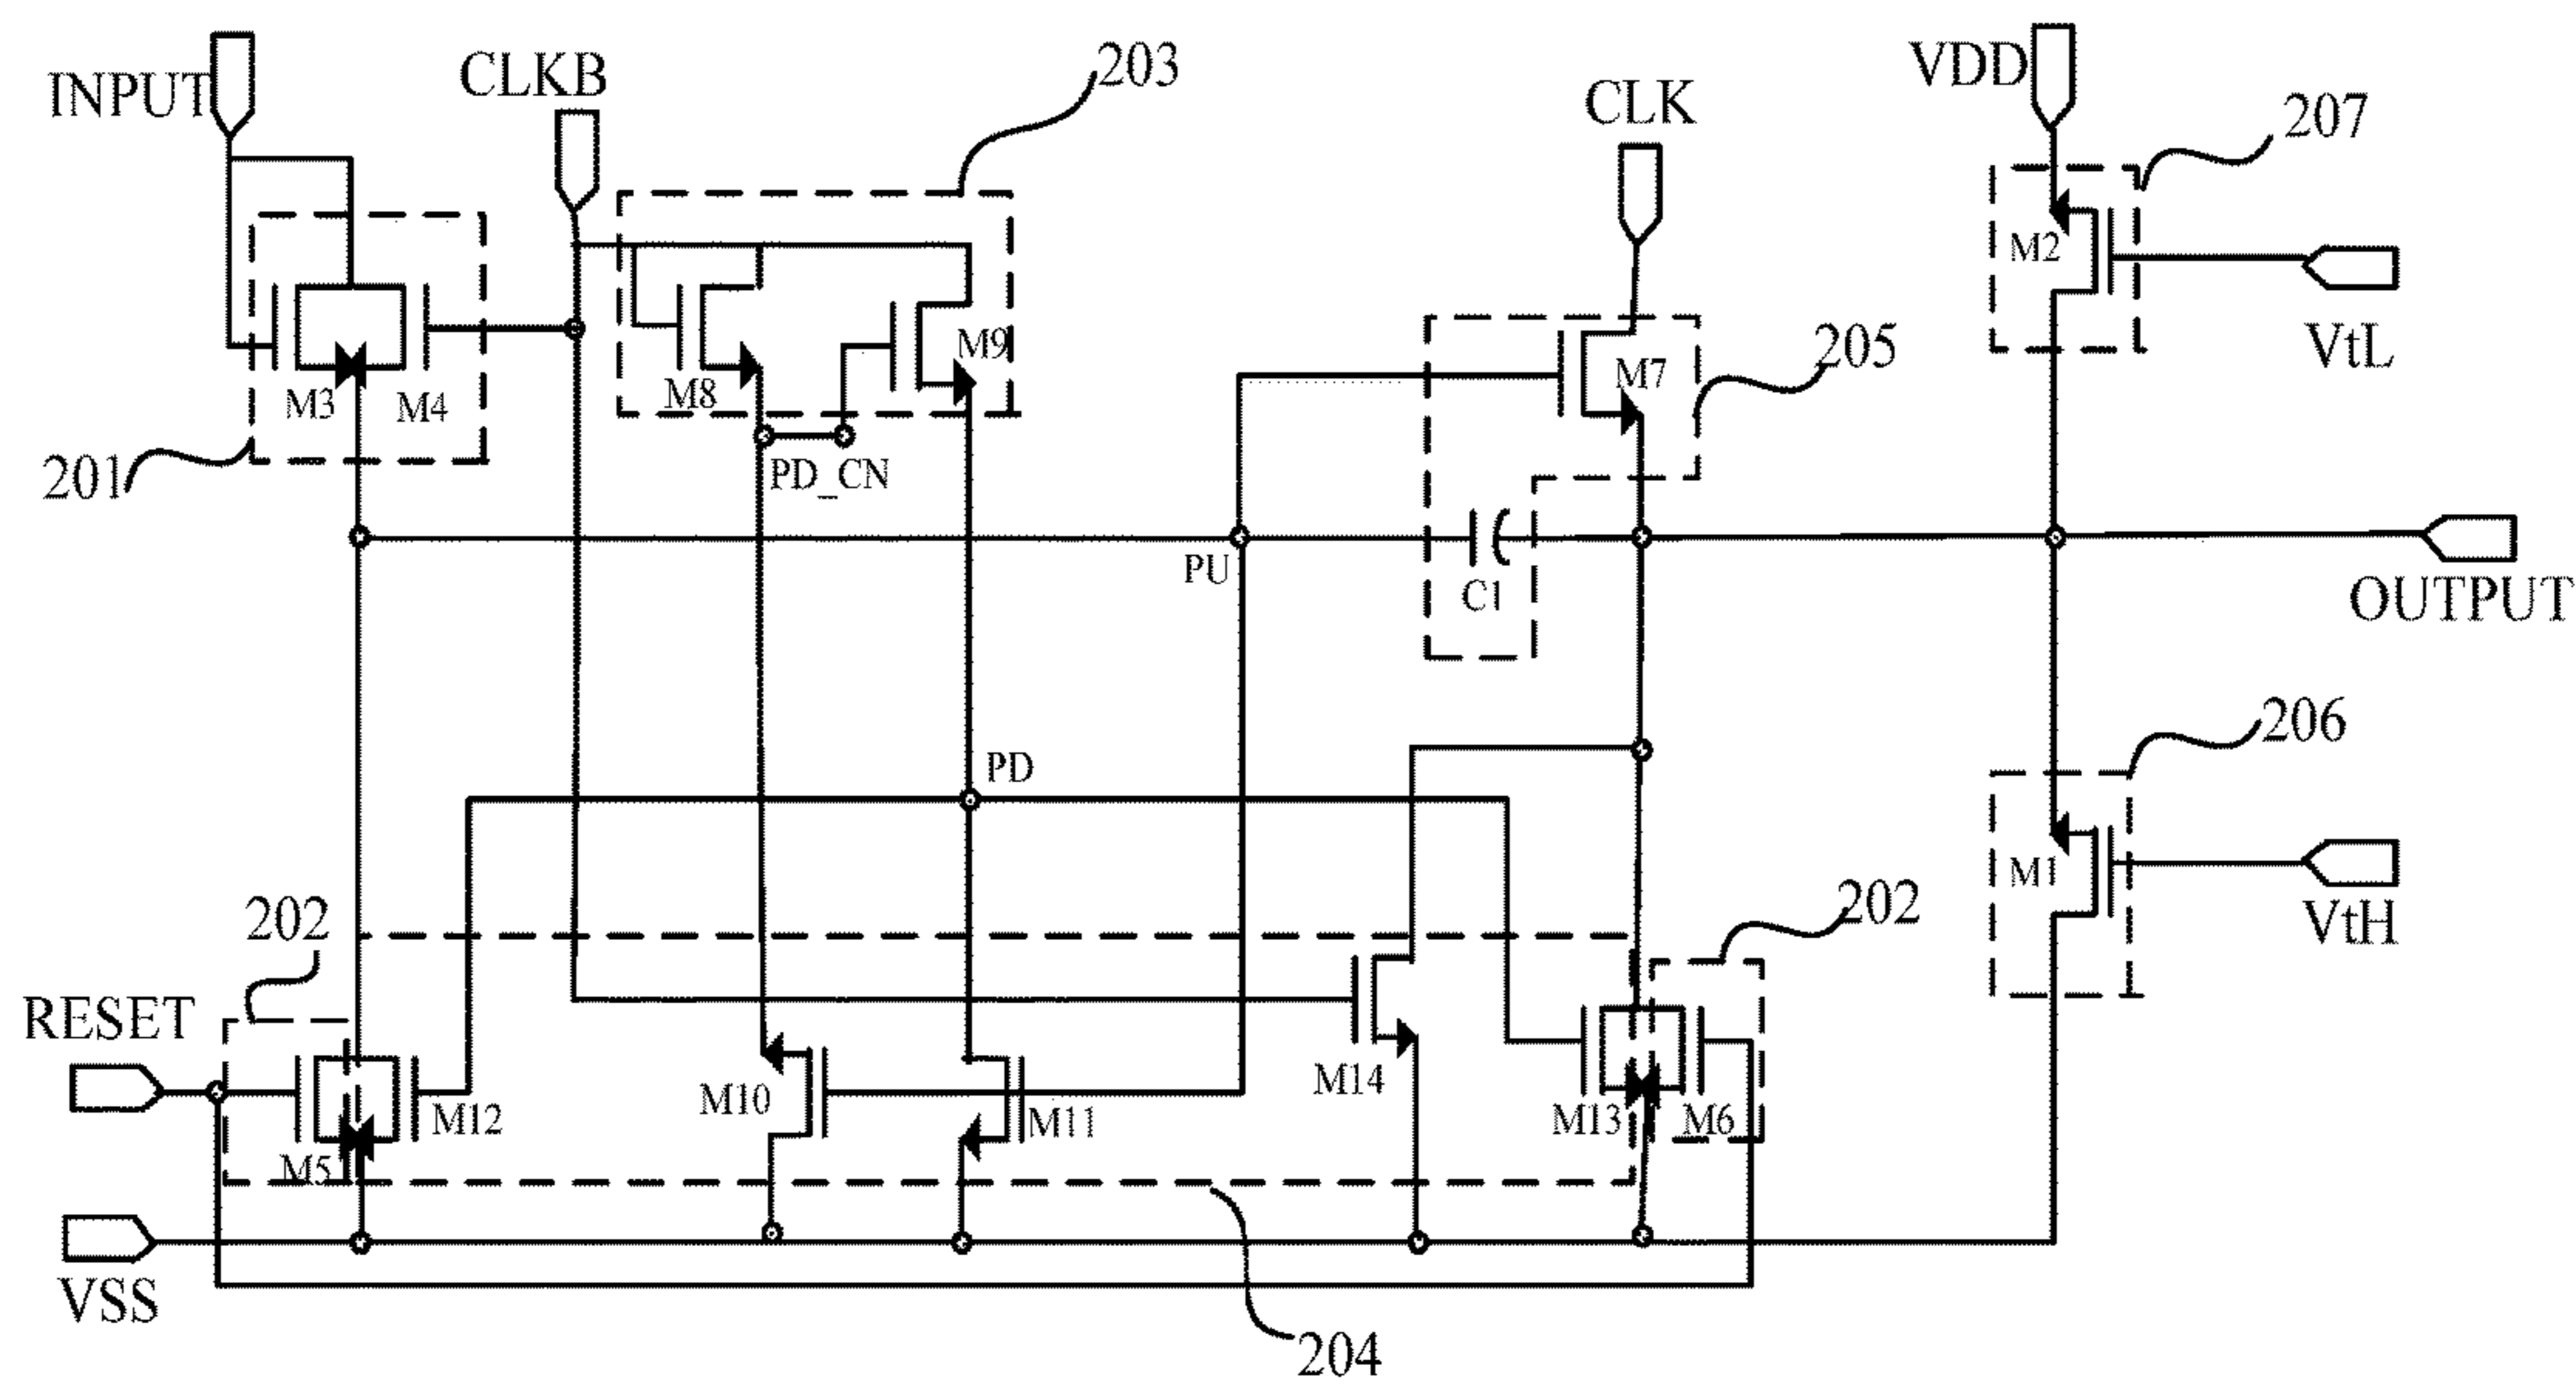 INPUT
CLKB
203
CLK
VDD
207
M2
VtL
M3
M4
M8
M9
M7
205
201
PD_CN
PU
C1
OUTPUT
PD
206
M1
VtH
202
202
RESET
M12
M5
M10
M11
M14
M13
M6
VSS
204